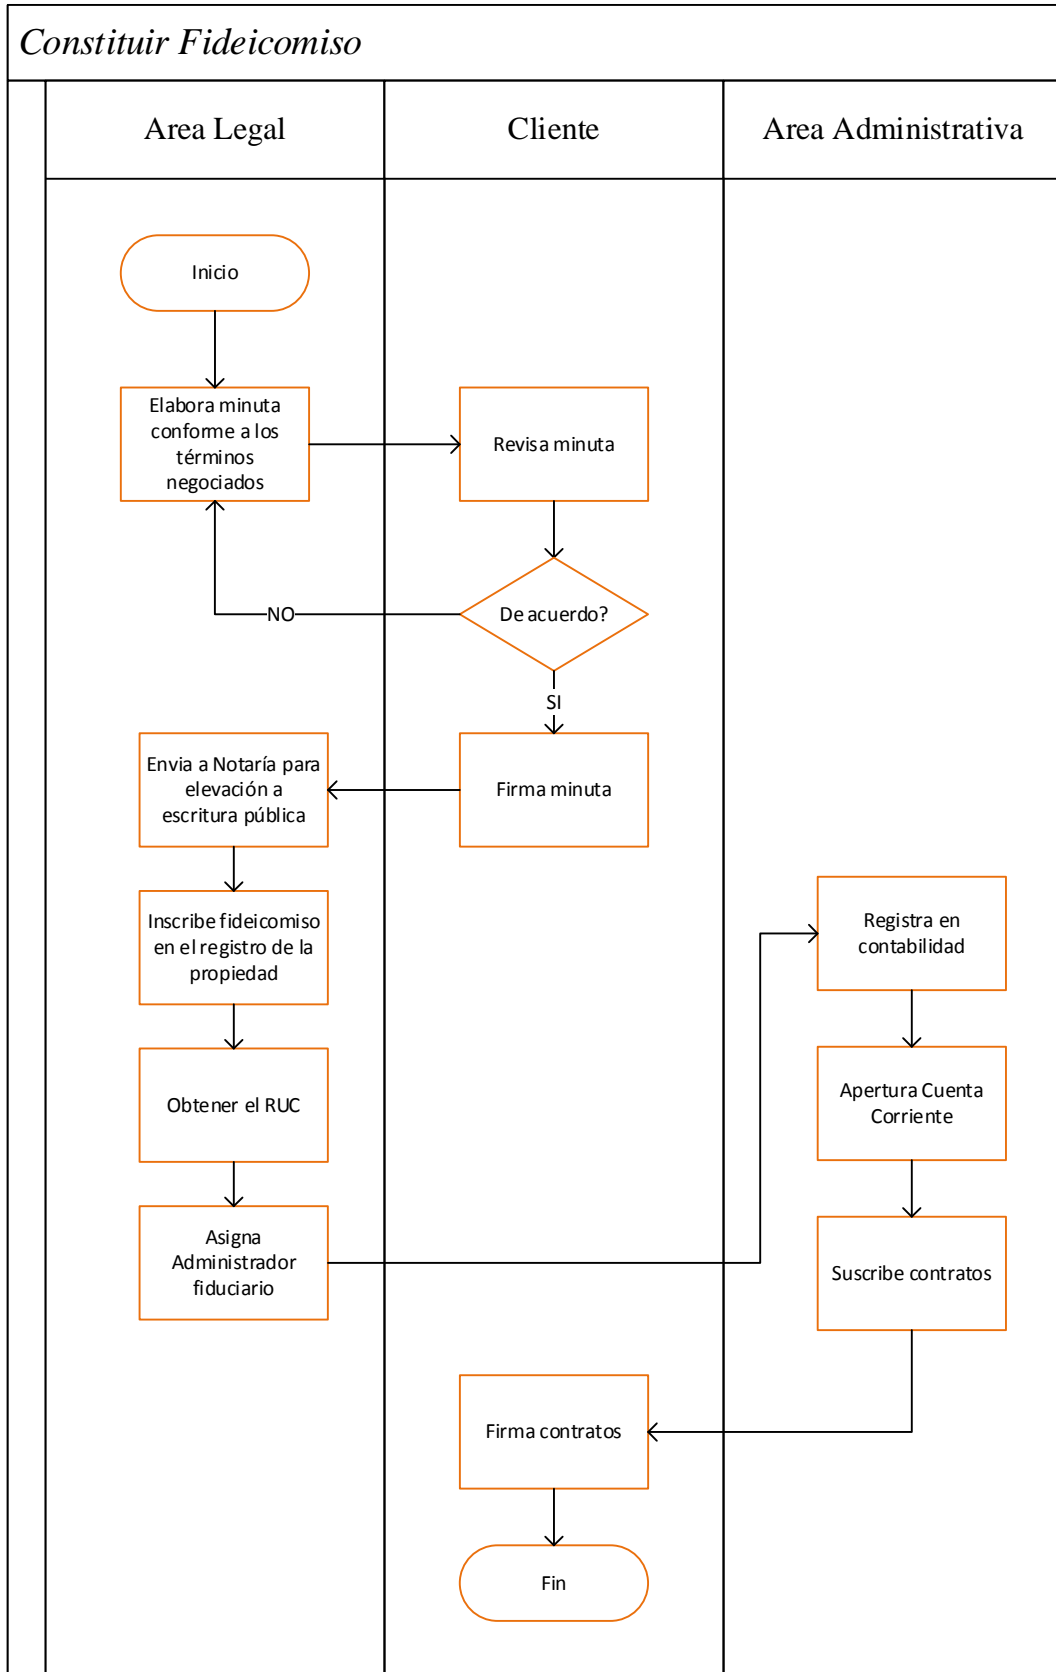 Constituir Fideicomiso
Area Legal
Cliente
Area Administrativa
Inicio
Elabora minuta
conforme a los
términos
negociados
Revisa minuta
De acuerdo?
NO
SI
Firma minuta
Envia a Notaría para
elevación a
escritura pública
Inscribe fideicomiso
en el registro de la
propiedad
Obtener el RUC
Asigna
Administrador
fiduciario
Registra en
contabilidad
Apertura Cuenta
Corriente
Suscribe contratos
Firma contratos
Fin